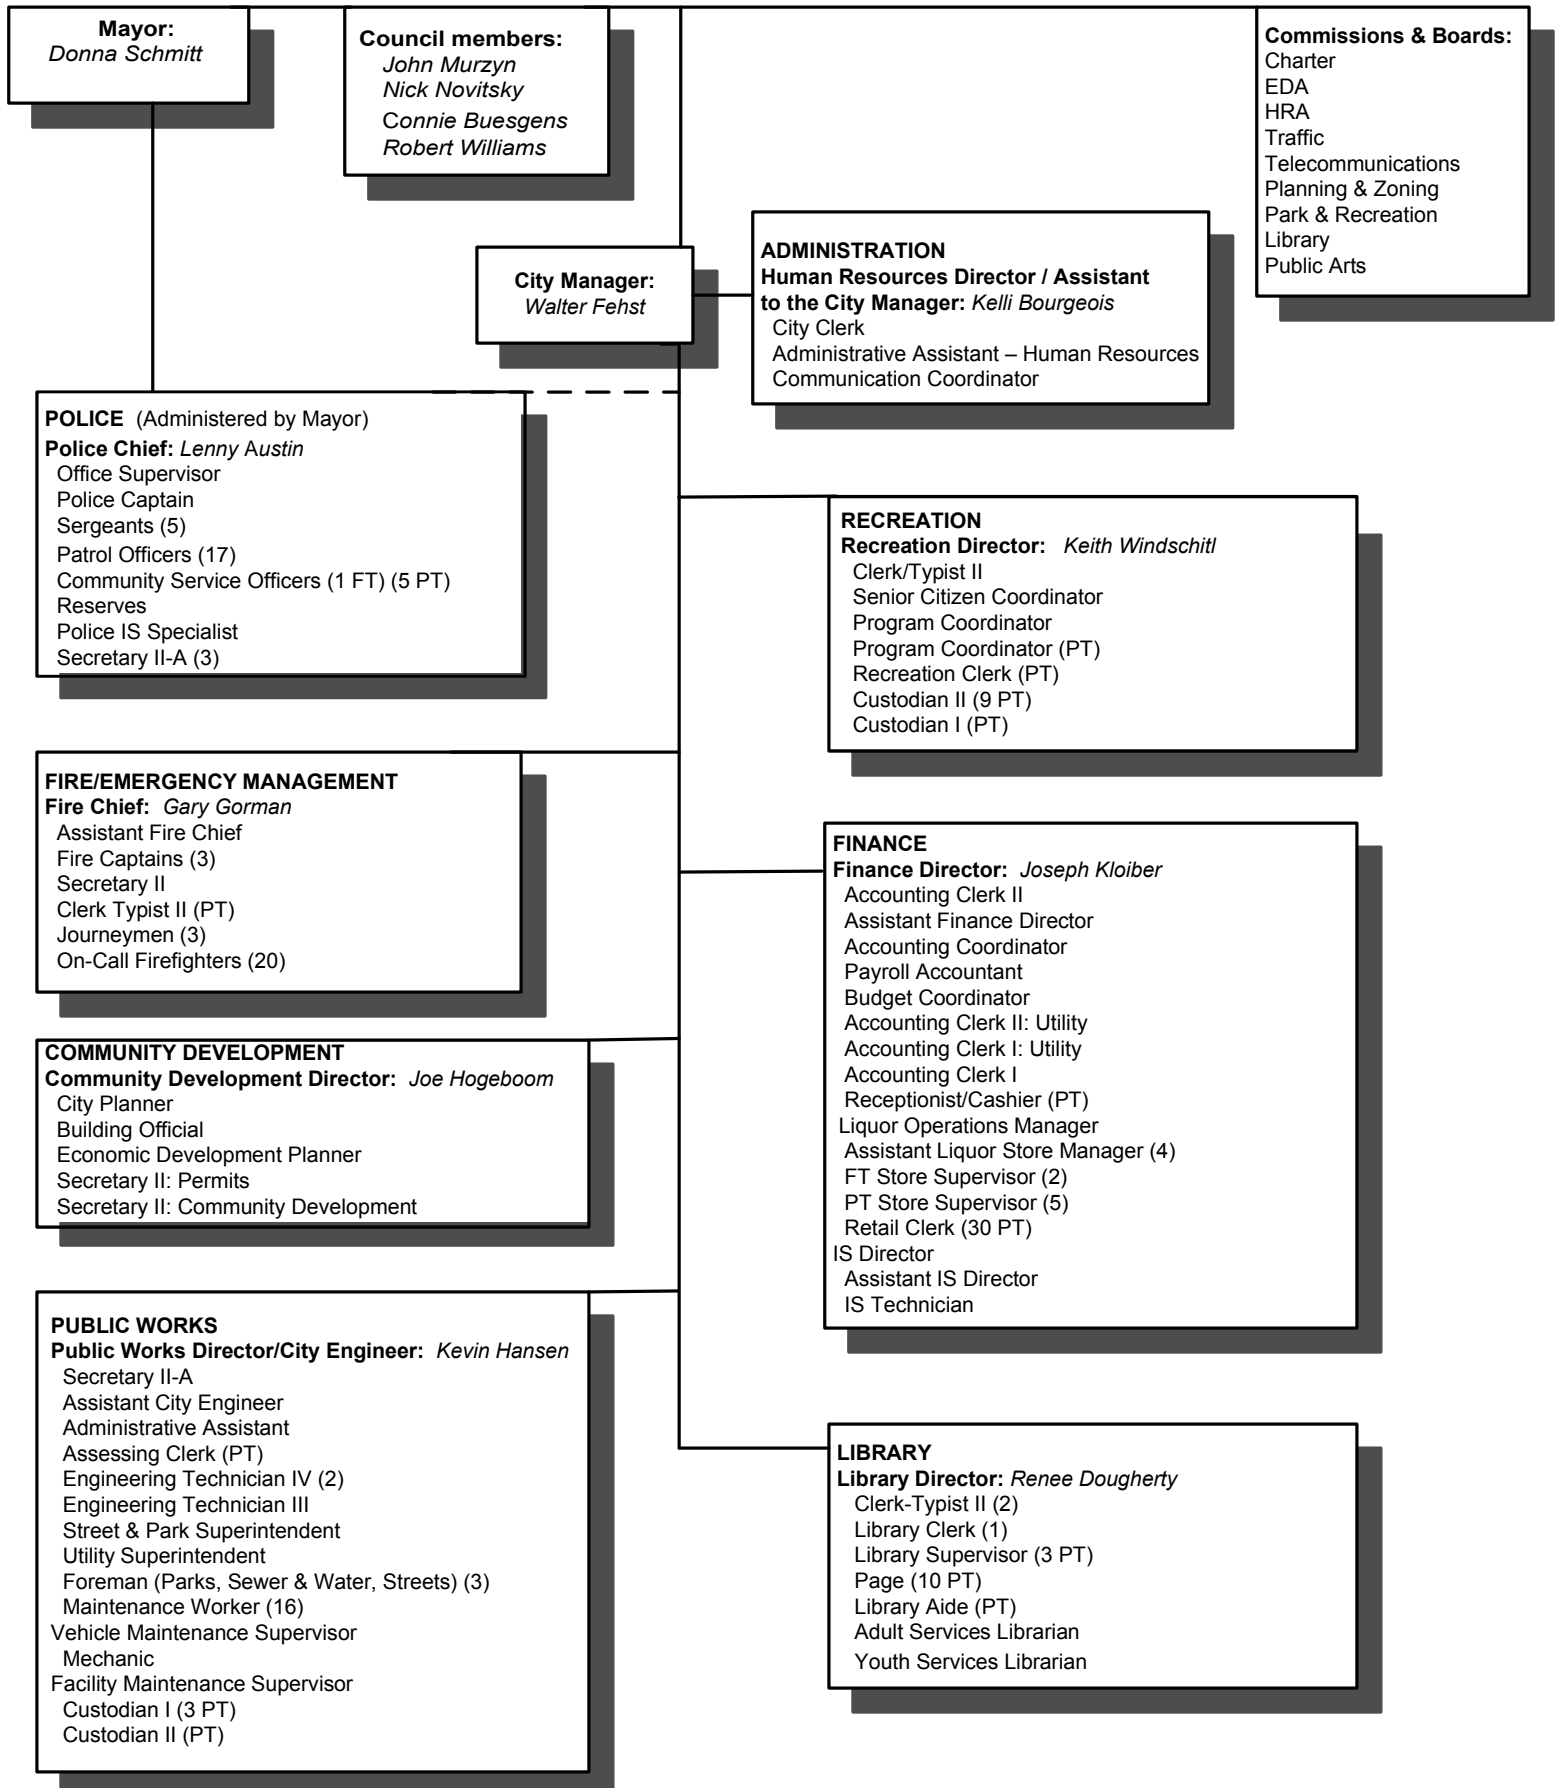 Mayor:
Donna Schmitt
Council members:
John Murzyn
Nick Novitsky
Connie Buesgens
Robert Williams
Commissions & Boards:
Charter
EDA
HRA
Traffic
Telecommunications
Planning & Zoning
Park & Recreation
Library
Public Arts
City Manager:
Walter Fehst
ADMINISTRATION
Human Resources Director / Assistant
to the City Manager: Kelli Bourgeois
City Clerk
Administrative Assistant – Human Resources
Communication Coordinator
POLICE (Administered by Mayor)
Police Chief: Lenny Austin
Office Supervisor
Police Captain
Sergeants (5)
Patrol Officers (17)
Community Service Officers (1 FT) (5 PT)
Reserves
Police IS Specialist
Secretary II-A (3)
RECREATION
Recreation Director: Keith Windschitl
Clerk/Typist II
Senior Citizen Coordinator
Program Coordinator
Program Coordinator (PT)
Recreation Clerk (PT)
Custodian II (9 PT)
Custodian I (PT)
FIRE/EMERGENCY MANAGEMENT
Fire Chief: Gary Gorman
Assistant Fire Chief
Fire Captains (3)
Secretary II
Clerk Typist II (PT)
Journeymen (3)
On-Call Firefighters (20)
FINANCE
Finance Director: Joseph Kloiber
Accounting Clerk II
Assistant Finance Director
Accounting Coordinator
Payroll Accountant
Budget Coordinator
Accounting Clerk II: Utility
Accounting Clerk I: Utility
Accounting Clerk I
Receptionist/Cashier (PT)
Liquor Operations Manager
Assistant Liquor Store Manager (4)
FT Store Supervisor (2)
PT Store Supervisor (5)
Retail Clerk (30 PT)
IS Director
Assistant IS Director
IS Technician
COMMUNITY DEVELOPMENT
Community Development Director: Joe Hogeboom
City Planner
Building Official
Economic Development Planner
Secretary II: Permits
Secretary II: Community Development
PUBLIC WORKS
Public Works Director/City Engineer: Kevin Hansen
Secretary II-A
Assistant City Engineer
Administrative Assistant
Assessing Clerk (PT)
Engineering Technician IV (2)
Engineering Technician III
Street & Park Superintendent
Utility Superintendent
Foreman (Parks, Sewer & Water, Streets) (3)
Maintenance Worker (16)
Vehicle Maintenance Supervisor
Mechanic
Facility Maintenance Supervisor
Custodian I (3 PT)
Custodian II (PT)
LIBRARY
Library Director: Renee Dougherty
Clerk-Typist II (2)
Library Clerk (1)
Library Supervisor (3 PT)
Page (10 PT)
Library Aide (PT)
Adult Services Librarian
Youth Services Librarian